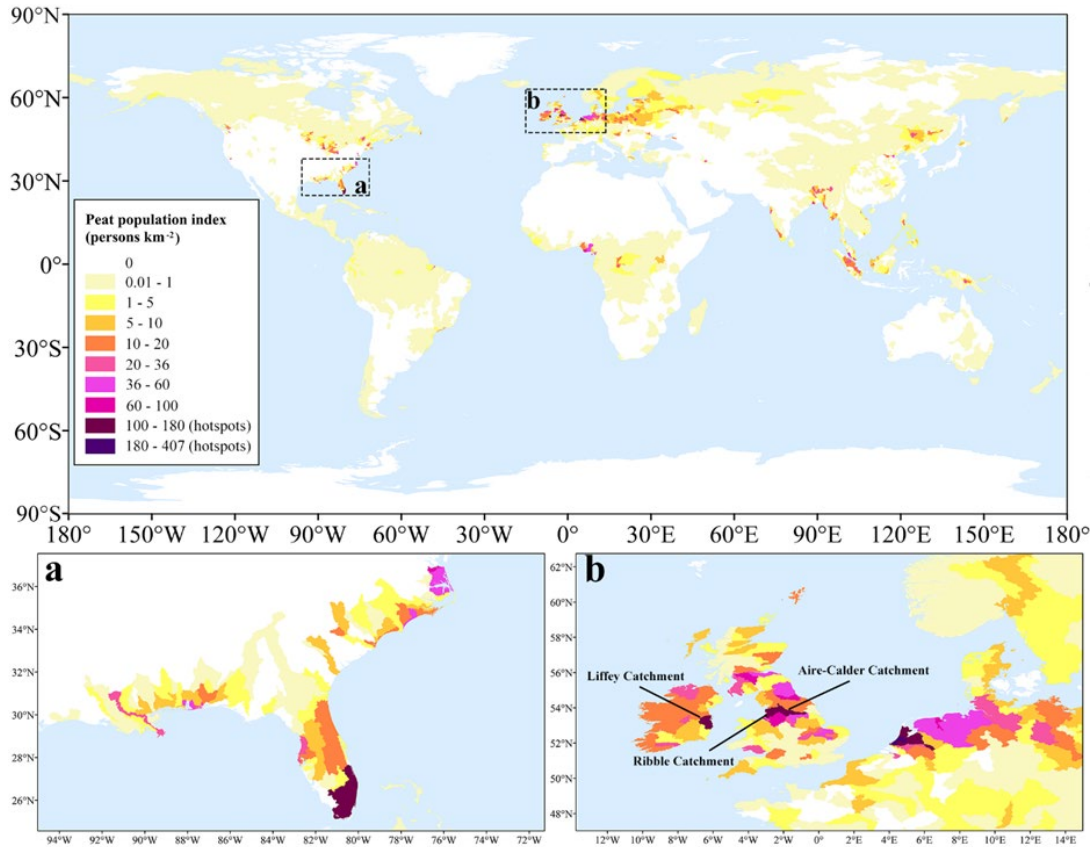 90°N
60°N
30°N
0°
30°S
60°S
90°S
b
a
Peat population index
(persons km⁻²)
0
0.01 - 1
1 - 5
5 - 10
10 - 20
20 - 36
36 - 60
60 - 100
100 - 180 (hotspots)
180 - 407 (hotspots)
180° 150°W 120°W 90°W 60°W 30°W 0° 30°E 60°E 90°E 120°E 150°E 180°
a
36°N
34°N
32°N
30°N
28°N
26°N
94°W 92°W 90°W 88°W 86°W 84°W 82°W 80°W 78°W 76°W 74°W 72°W
b
62°N
60°N
58°N
56°N
54°N
52°N
50°N
48°N
Liffey Catchment
Aire-Calder Catchment
Ribble Catchment
12°W 10°W 8°W 6°W 4°W 2°W 0° 2°E 4°E 6°E 8°E 10°E 12°E 14°E